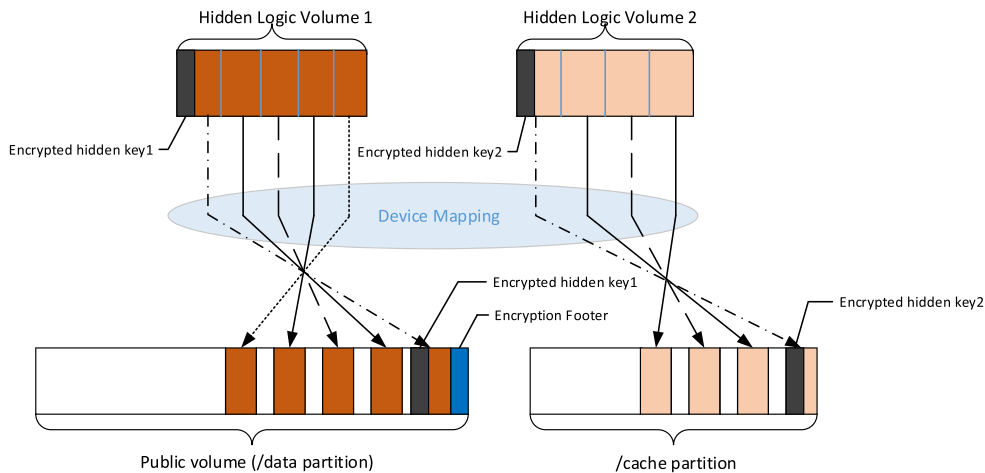 Hidden Logic Volume 1
Hidden Logic Volume 2
Encrypted hidden key1
Encrypted hidden key2
Device Mapping
Encrypted hidden key1
Encryption Footer
Encrypted hidden key2
Public volume (/data partition)
/cache partition